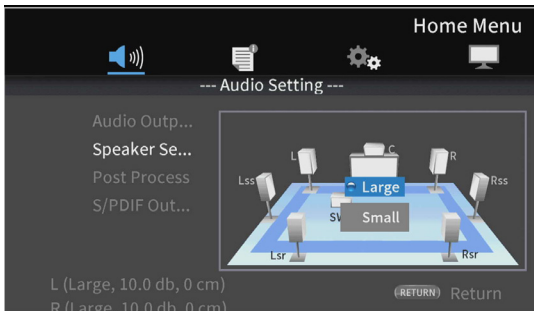 Home Menu
--- Audio Setting ---
Audio Outp...
Speaker Se...
Post Process
S/PDIF Out...
L
C
R
Lss
Rss
Large
Small
Lsr
Rsr
L (Large, 10.0 db, 0 cm)
R (Large, 10.0 db, 0 cm)
RETURN Return